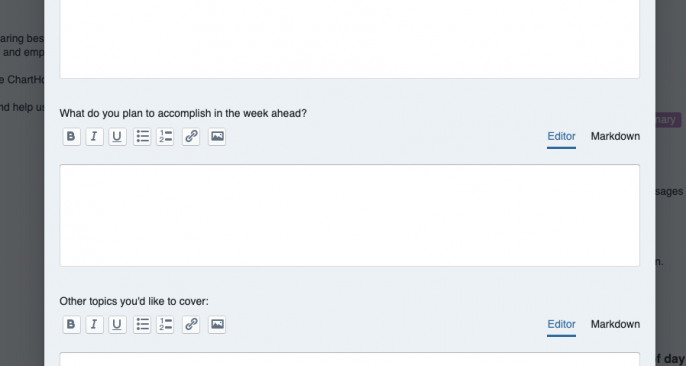 aring bes
and emp
e ChartHo
nd help us
What do you plan to accomplish in the week ahead?
B I U
Editor Markdown
nary
sages
n.
Other topics you'd like to cover:
B I U
Editor Markdown
f day